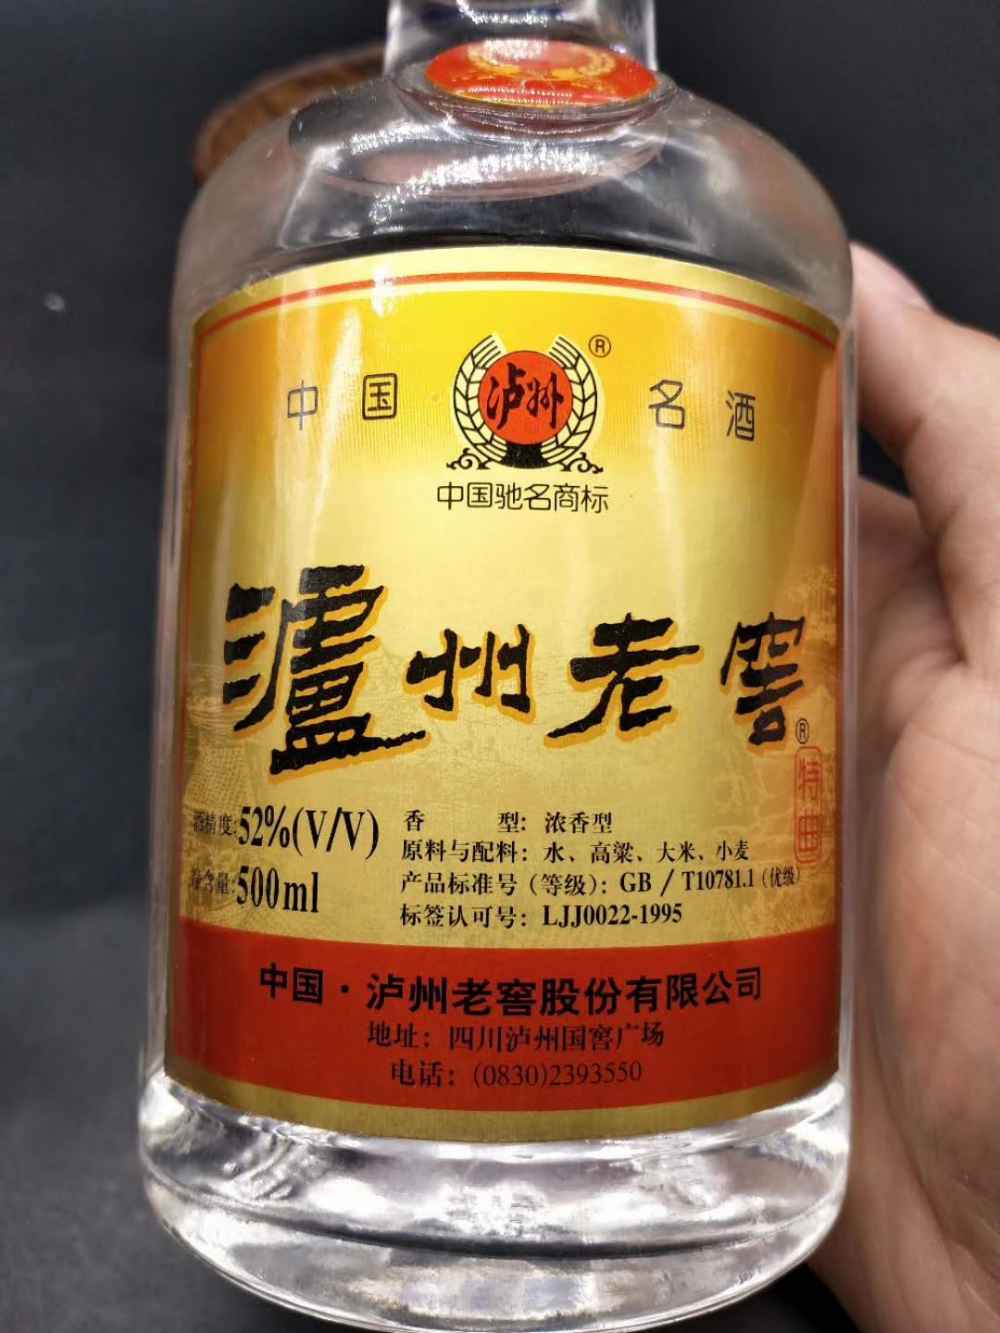 中国 泸州® 名酒
中国驰名商标
瀘州老窖®
特曲
酒精度:52%(V/V)
净含量:500ml
香 型: 浓香型
原料与配料: 水、高粱、大米、小麦
产品标准号(等级): GB / T10781.1 (优级)
标签认可号: LJJ0022-1995
中国·泸州老窖股份有限公司
地址: 四川泸州国窖广场
电话: (0830)2393550